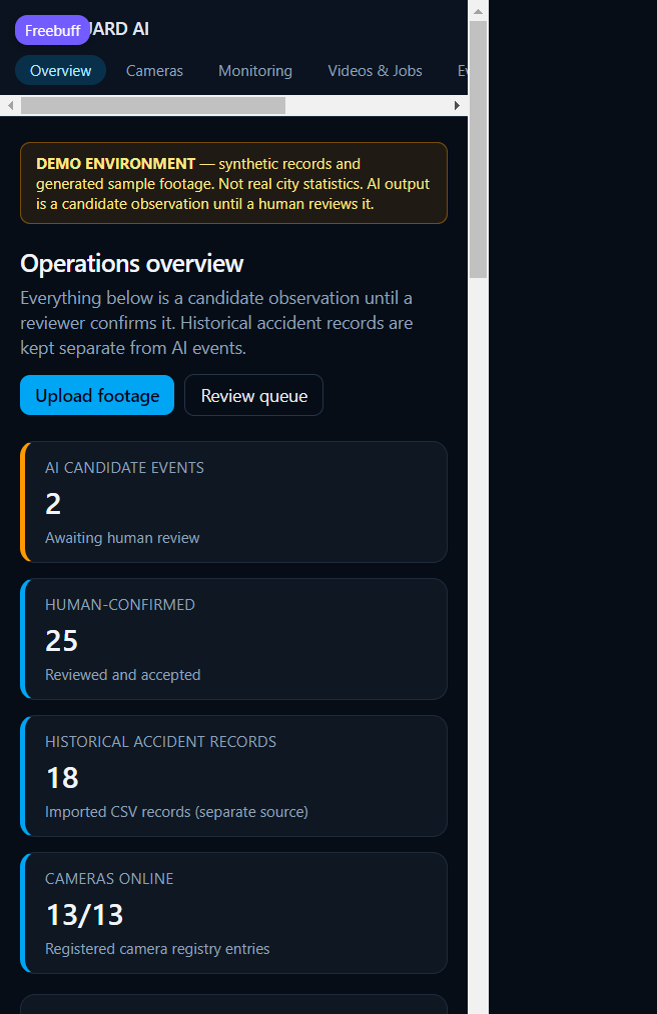 Freebuff
ARD AI
Overview
Cameras
Monitoring
Videos & Jobs
DEMO ENVIRONMENT — synthetic records and
generated sample footage. Not real city statistics. AI output
is a candidate observation until a human reviews it.
Operations overview
Everything below is a candidate observation until a
reviewer confirms it. Historical accident records are
kept separate from AI events.
Upload footage
Review queue
AI CANDIDATE EVENTS
2
Awaiting human review
HUMAN-CONFIRMED
25
Reviewed and accepted
HISTORICAL ACCIDENT RECORDS
18
Imported CSV records (separate source)
CAMERAS ONLINE
13/13
Registered camera registry entries